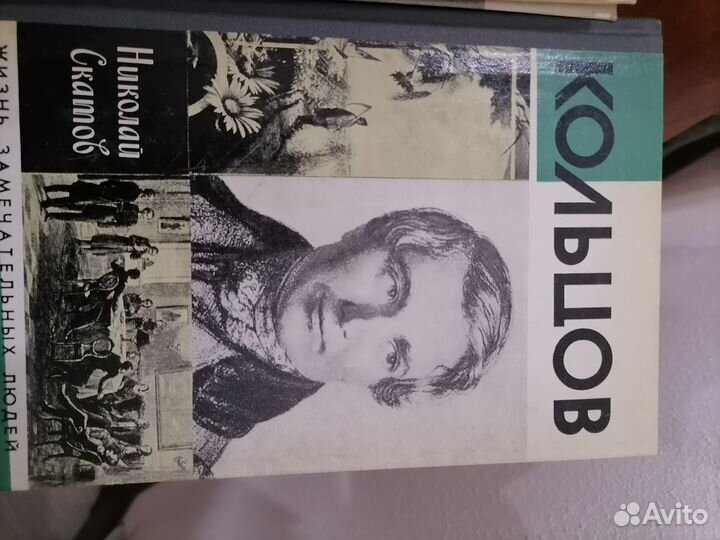 Николай
Скатов
КОЛЬЦОВ
ЖИЗНЬ ЗАМЕЧАТЕЛЬНЫХ ЛЮДЕЙ
Avito